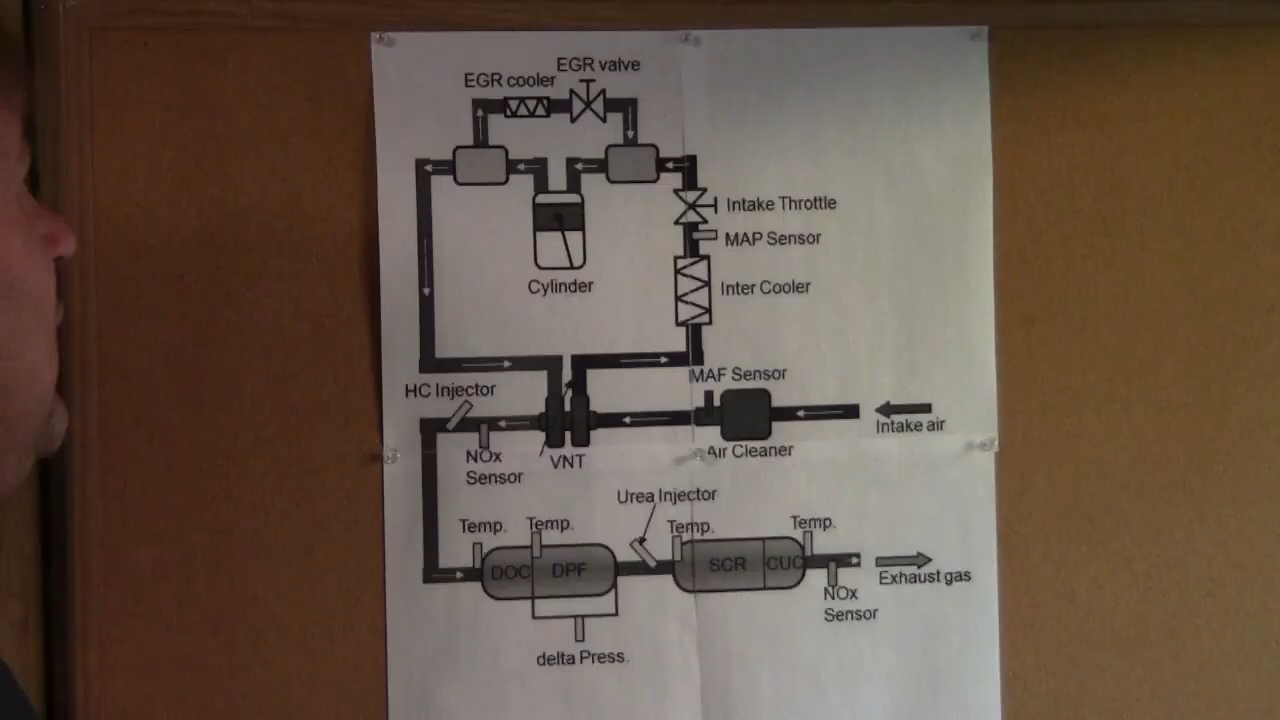 EGR valve
EGR cooler
Intake Throttle
MAP Sensor
Cylinder
Inter Cooler
MAF Sensor
HC Injector
Intake air
Air Cleaner
NOx
Sensor
VNT
Urea Injector
Temp.
Temp.
Temp.
Temp.
DOC
DPF
SCR
CUC
Exhaust gas
NOx
Sensor
delta Press.